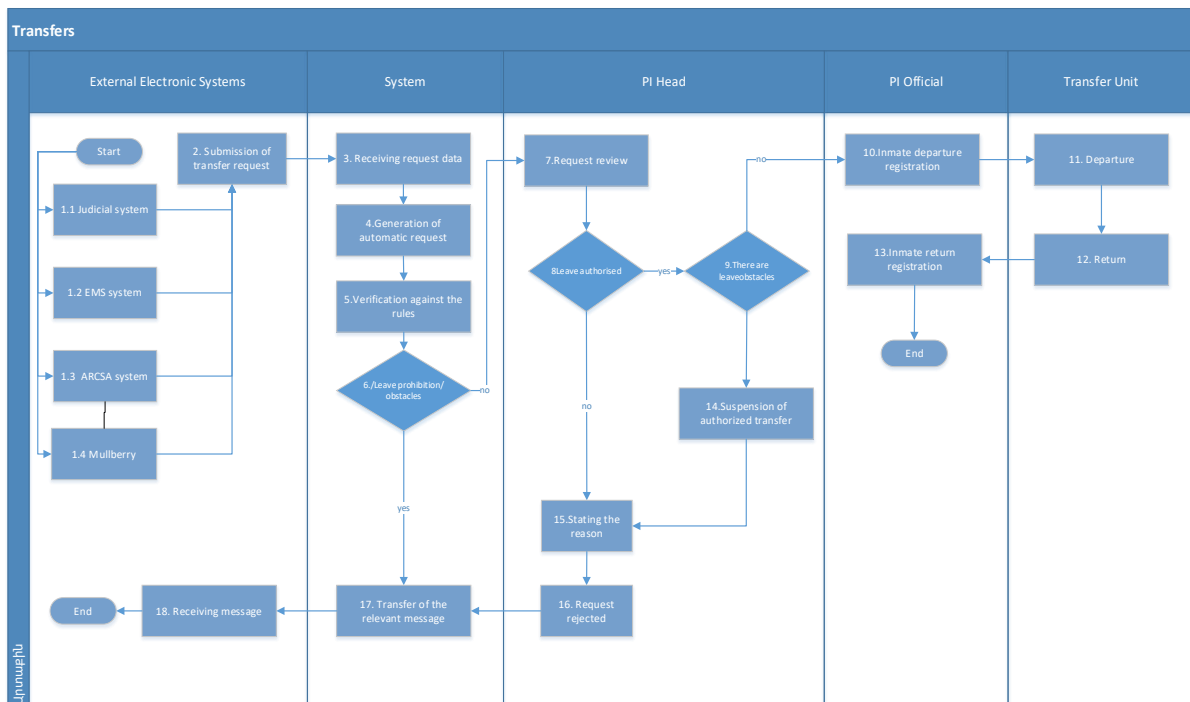 Transfers
External Electronic Systems
System
PI Head
PI Official
Transfer Unit
Start
2. Submission of
transfer request
3. Receiving request data
7.Request review
no
10.Inmate departure
registration
11. Departure
1.1 Judicial system
4.Generation of
automatic request
8Leave authorised
yes
9.There are
leaveobstacles
13.Inmate return
registration
12. Return
1.2 EMS system
5.Verification against the
rules
End
1.3 ARCSA system
6./Leave prohibition/
obstacles
no
no
14.Suspension of
authorized transfer
1.4 Mullberry
yes
15.Stating the
reason
End
18. Receiving message
17. Transfer of the
relevant message
16. Request
rejected